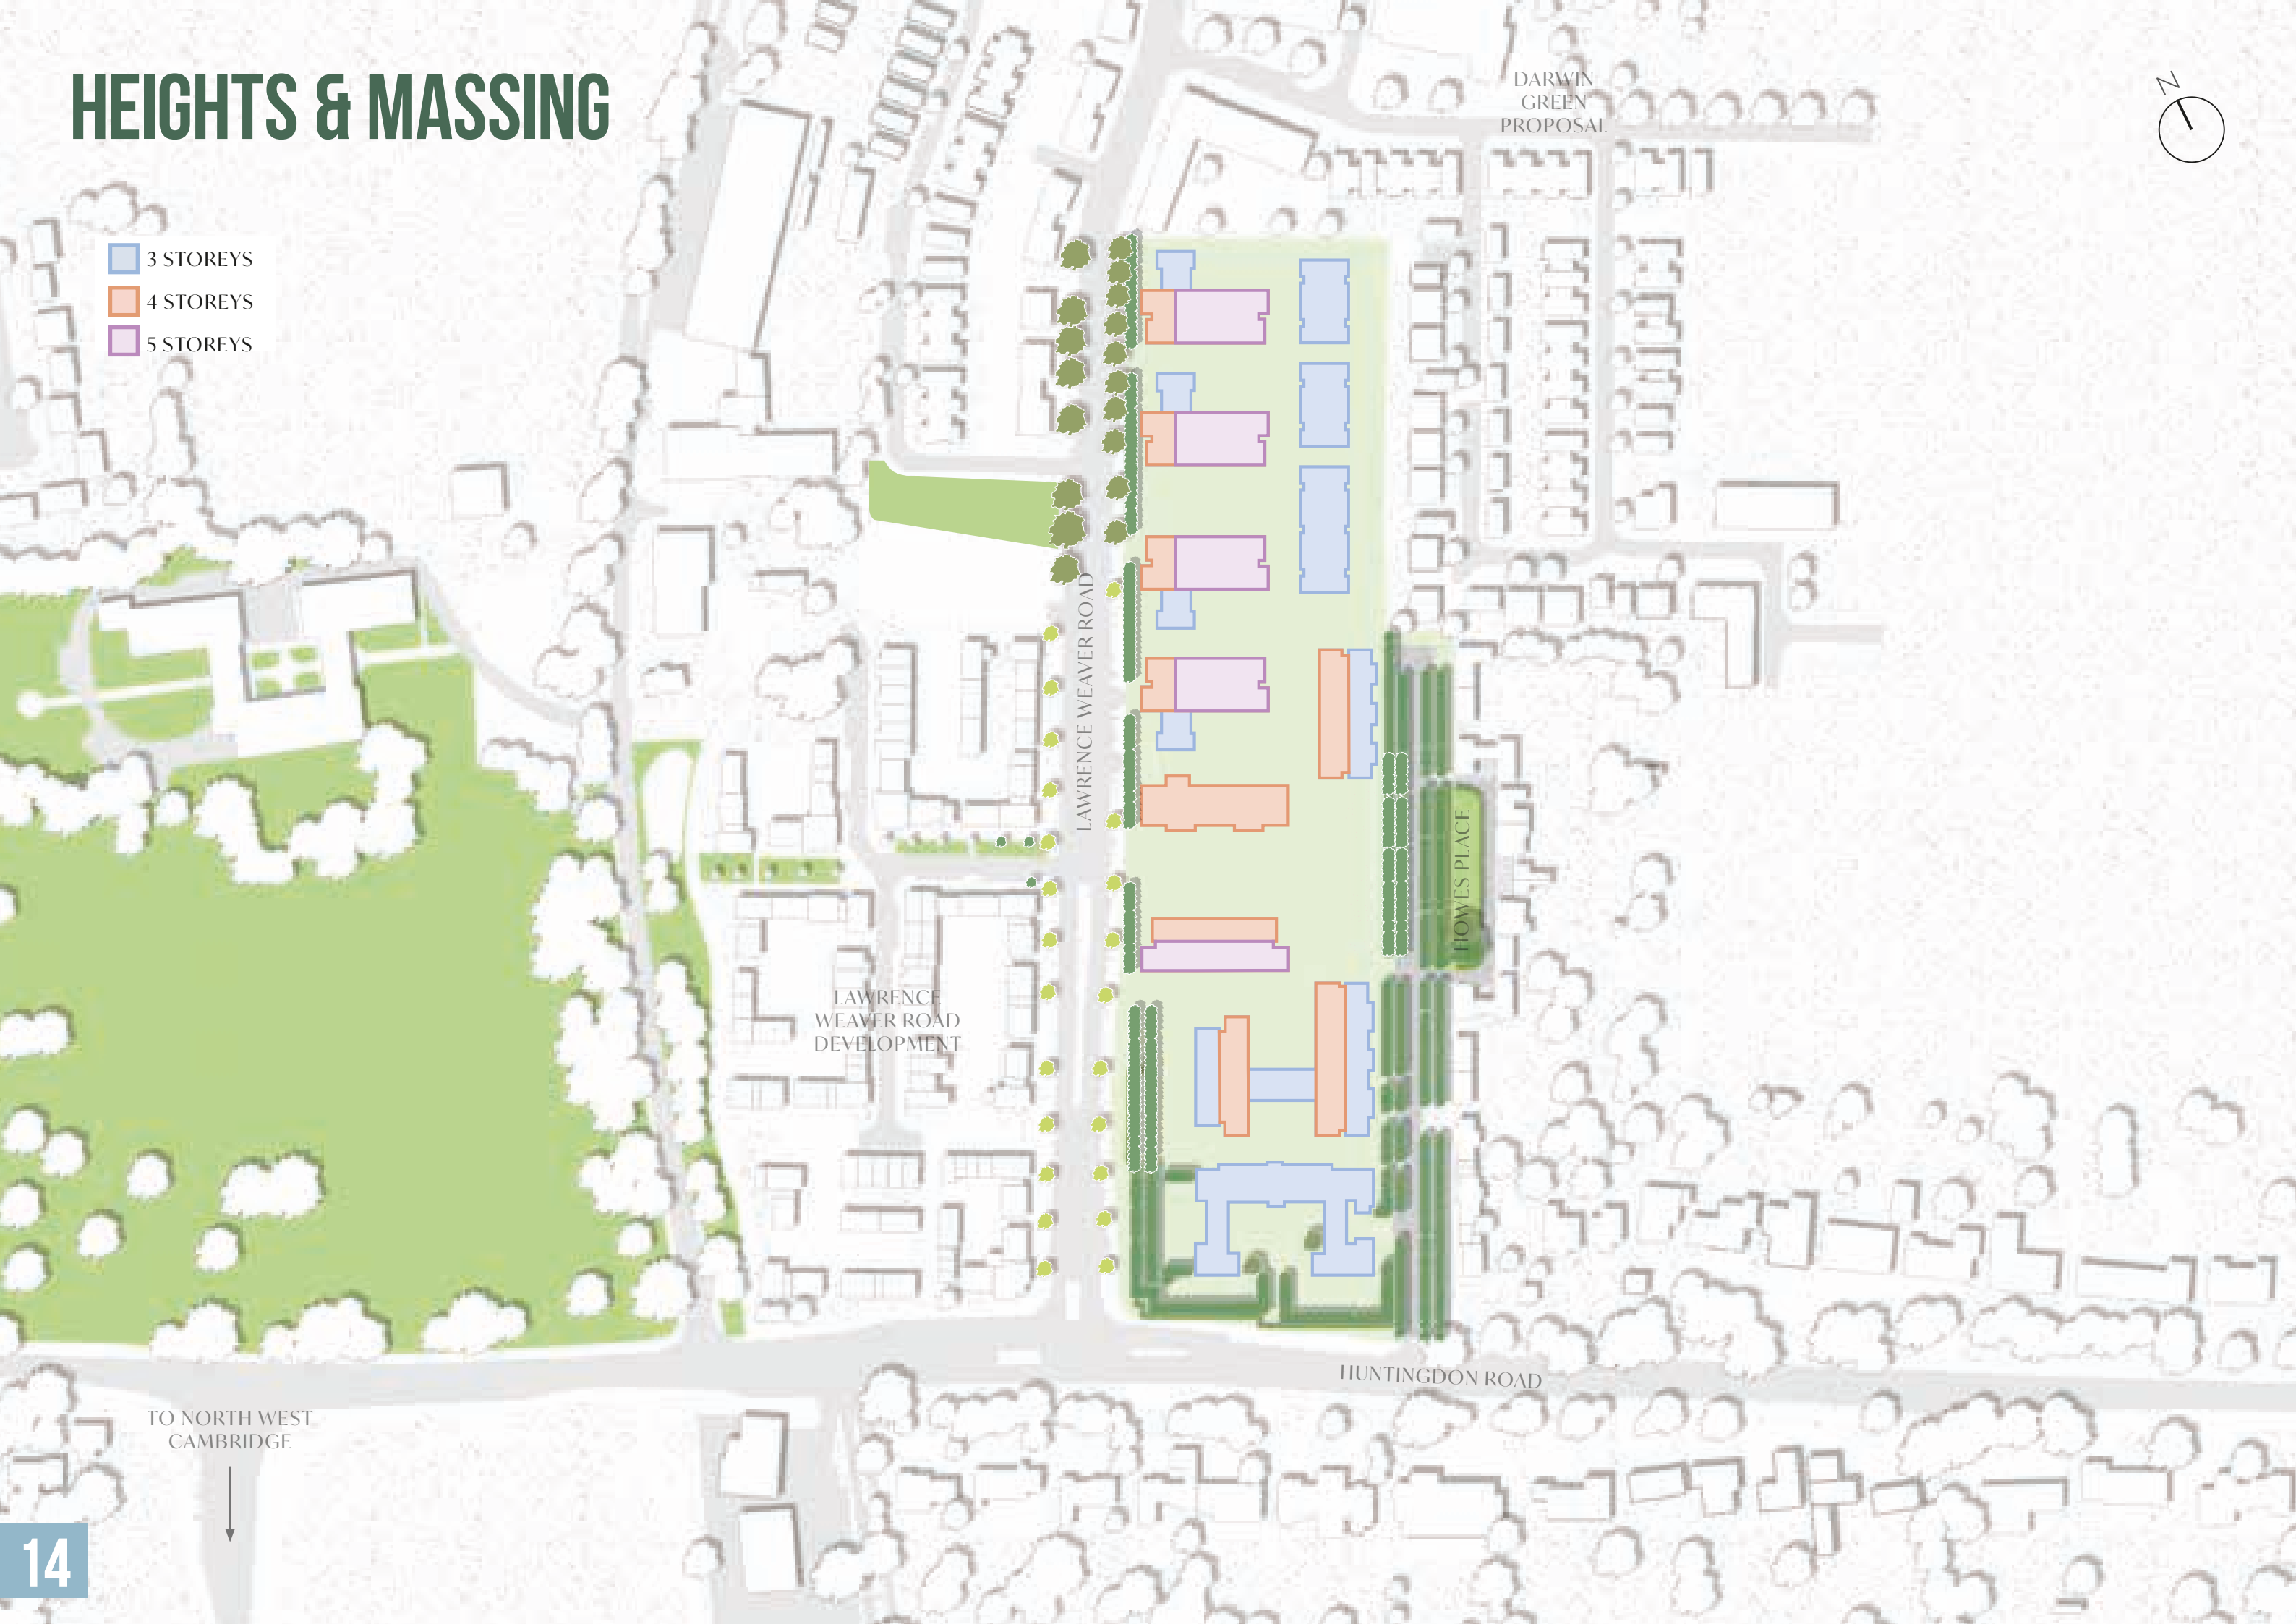 HEIGHTS & MASSING
DARWIN
GREEN
PROPOSAL
N
3 STOREYS
4 STOREYS
5 STOREYS
LAWRENCE WEAVER ROAD
HOWES PLACE
LAWRENCE
WEAVER ROAD
DEVELOPMENT
HUNTINGDON ROAD
TO NORTH WEST
CAMBRIDGE
14